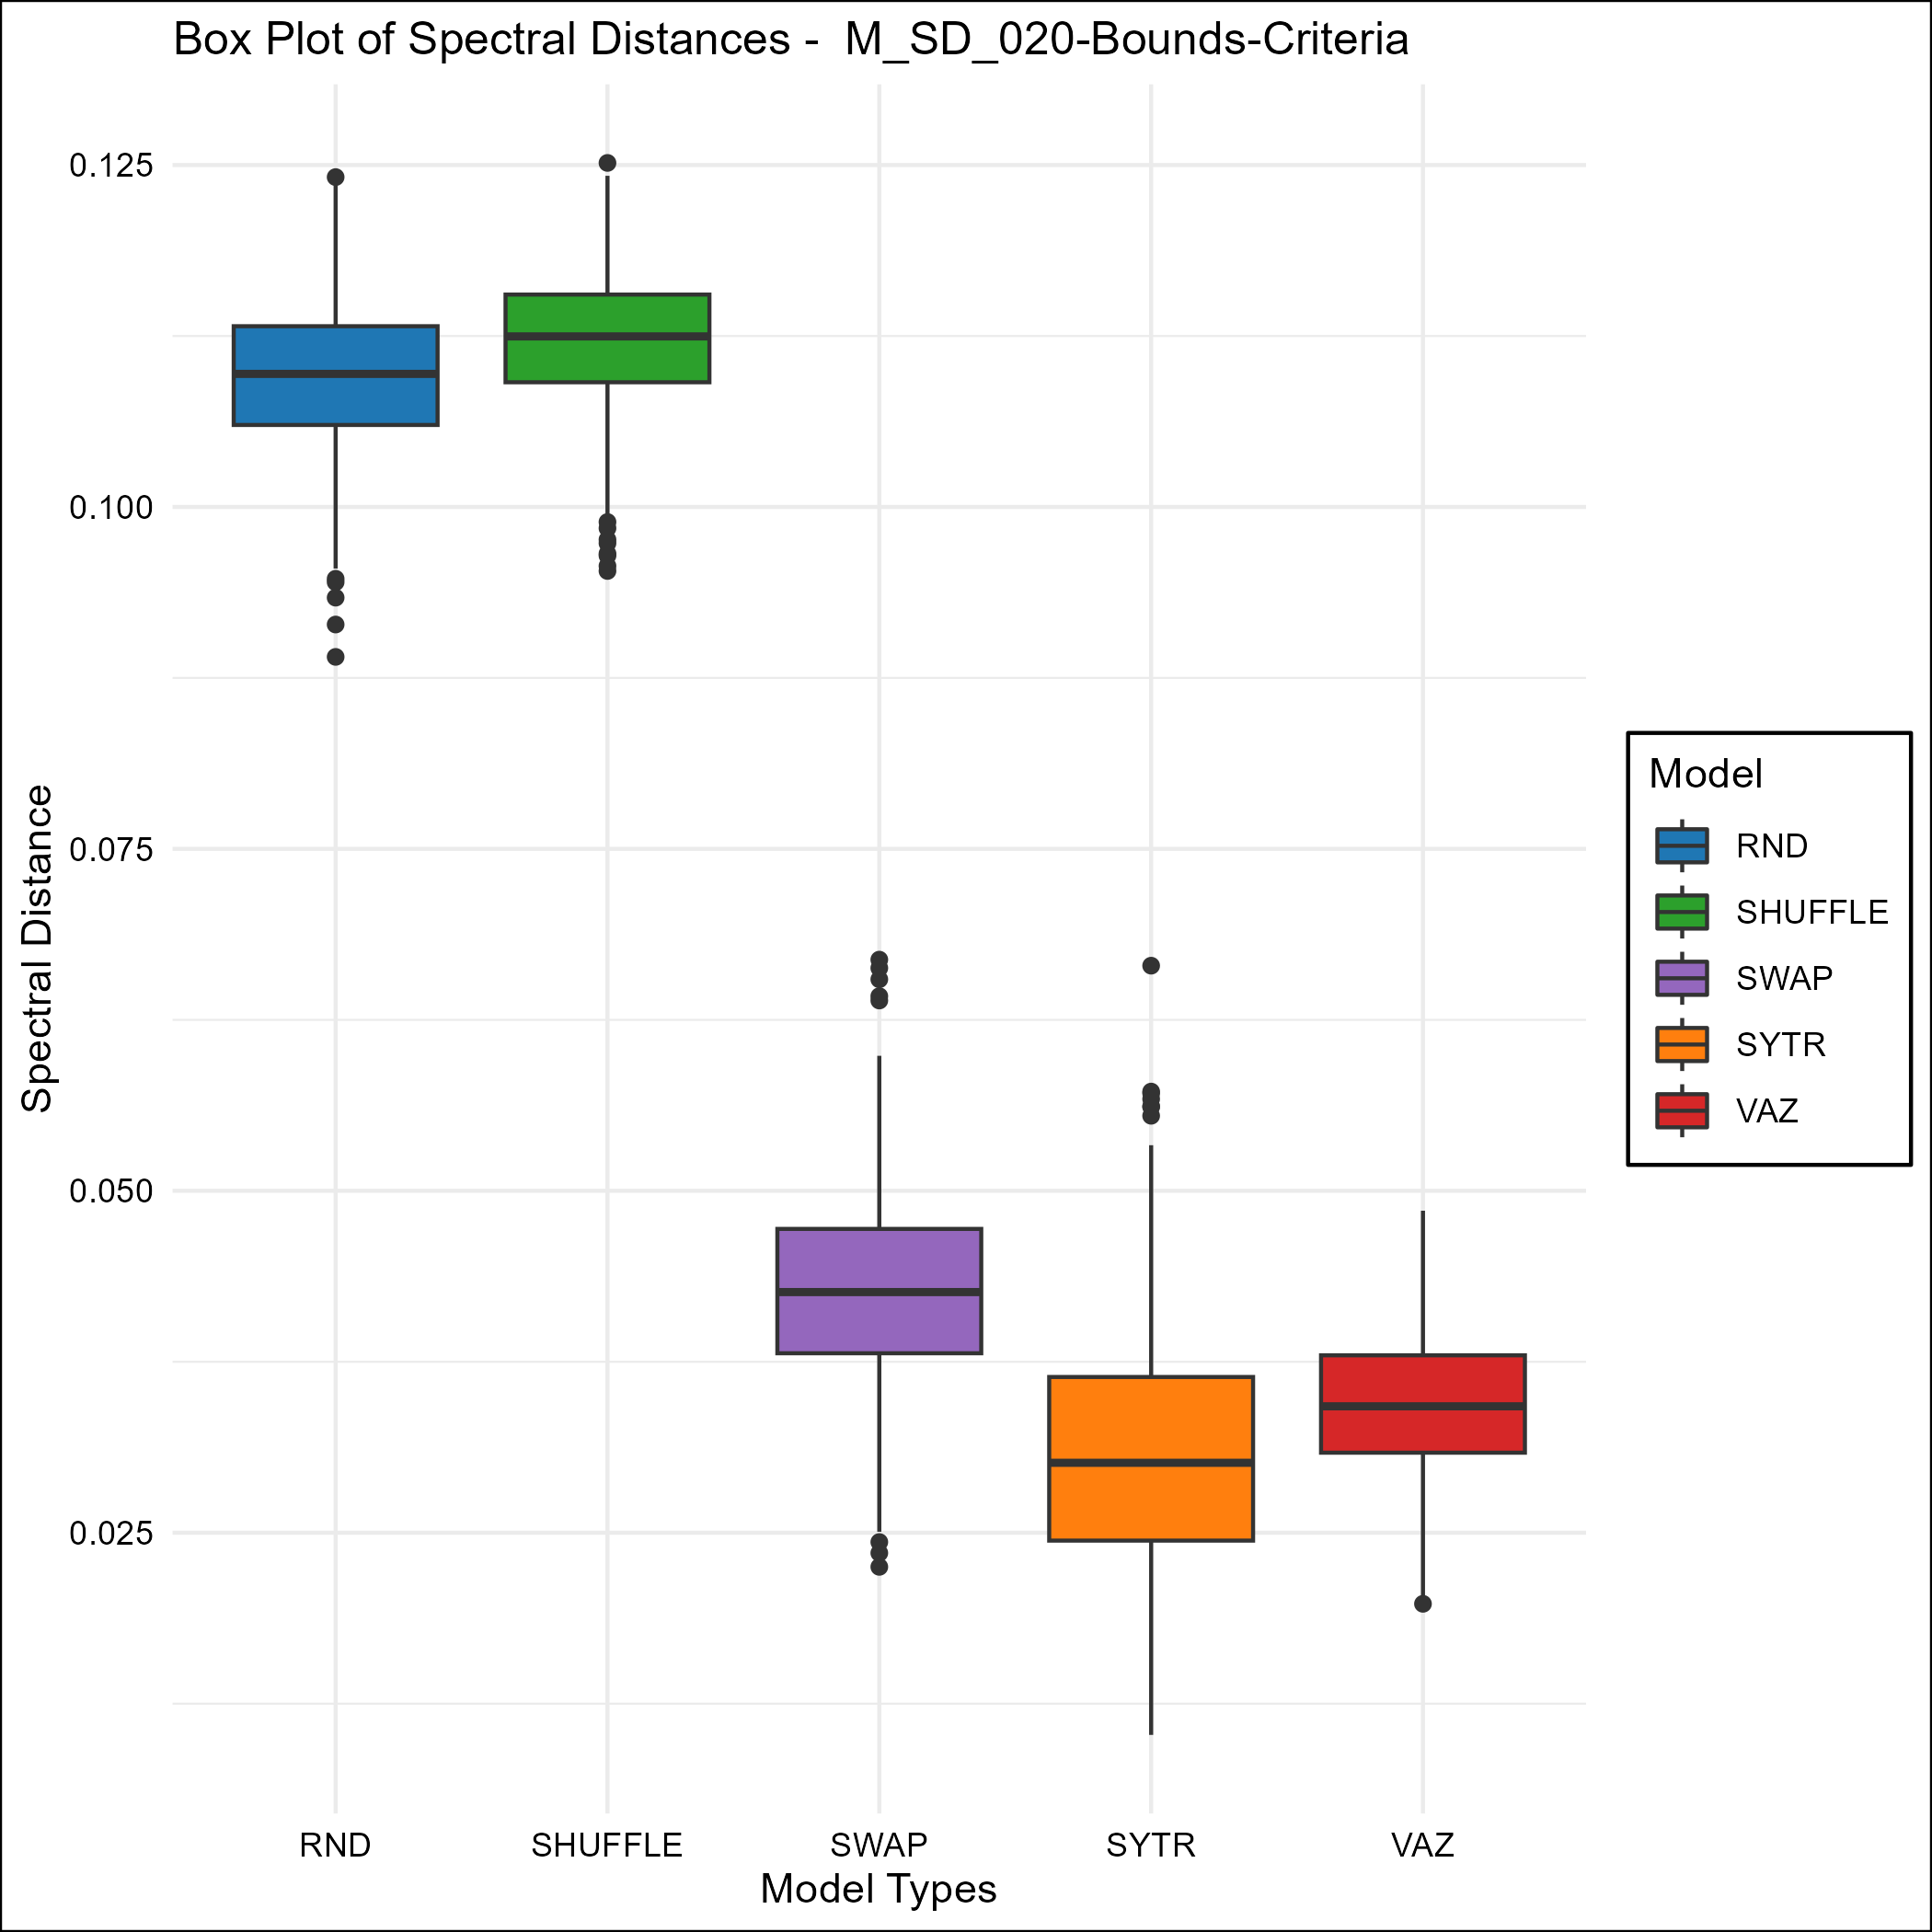 Box Plot of Spectral Distances -  M_SD_020-Bounds-Criteria
0.125
0.100
0.075
0.050
0.025
Spectral Distance
RND
SHUFFLE
SWAP
SYTR
VAZ
Model Types
Model
RND
SHUFFLE
SWAP
SYTR
VAZ